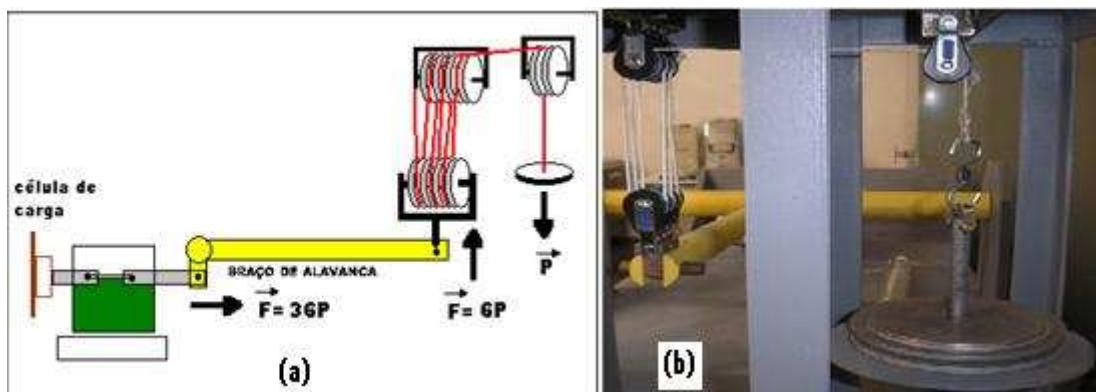 célula de
carga
BRAÇO DE ALAVANCA
F= 36P
F= 6P
P
(a)
(b)